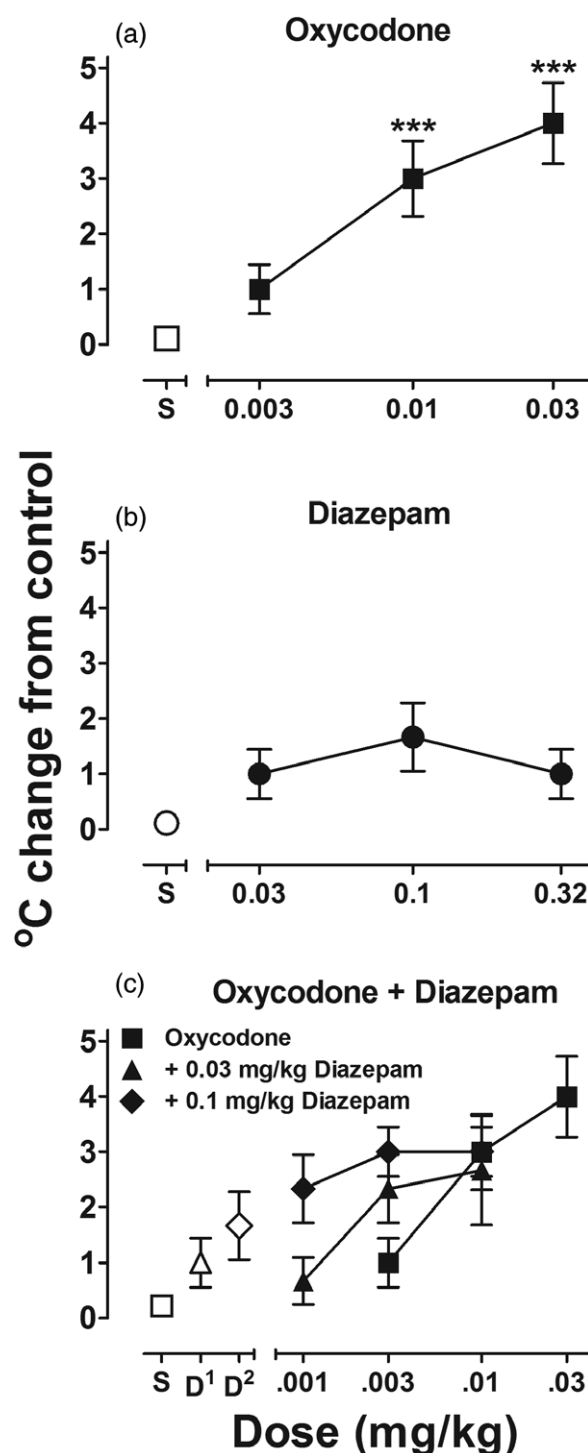 (a) Oxycodone
5
4
3
2
1
0
*** ***
S 0.003 0.01 0.03
°C change from control
(b) Diazepam
5
4
3
2
1
0
S 0.03 0.1 0.32
(c) Oxycodone + Diazepam
5
4
3
2
1
0
Oxycodone
+ 0.03 mg/kg Diazepam
+ 0.1 mg/kg Diazepam
S D¹ D² .001 .003 .01 .03
Dose (mg/kg)